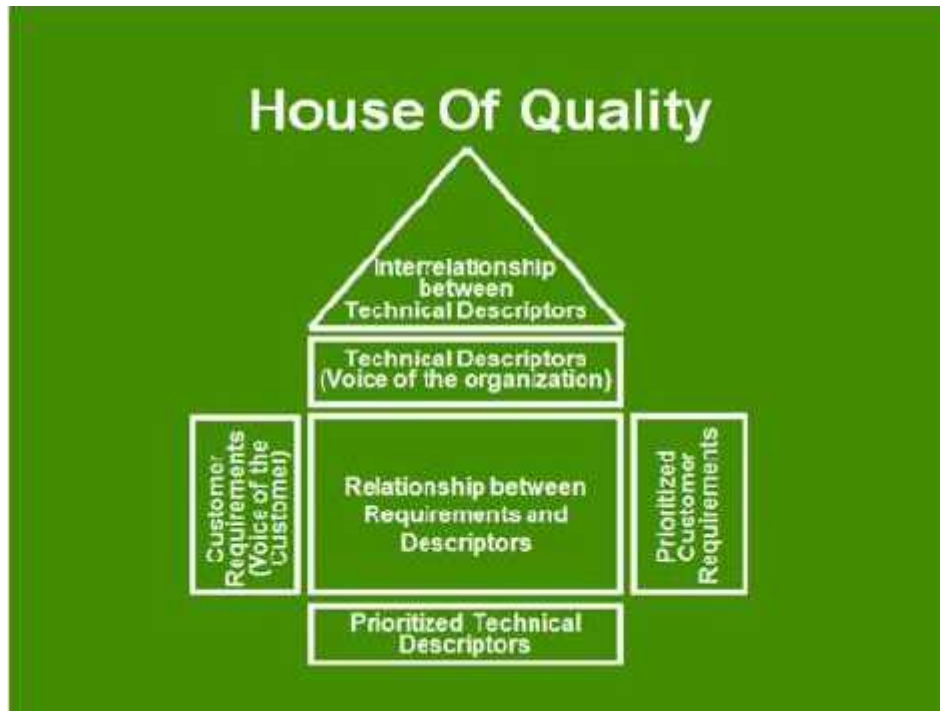 House Of Quality
Interrelationship
between
Technical Descriptors
Technical Descriptors
(Voice of the organization)
Customer
Requirements
(Voice of the
Customer)
Relationship between
Requirements and
Descriptors
Prioritized
Customer
Requirements
Prioritized Technical
Descriptors